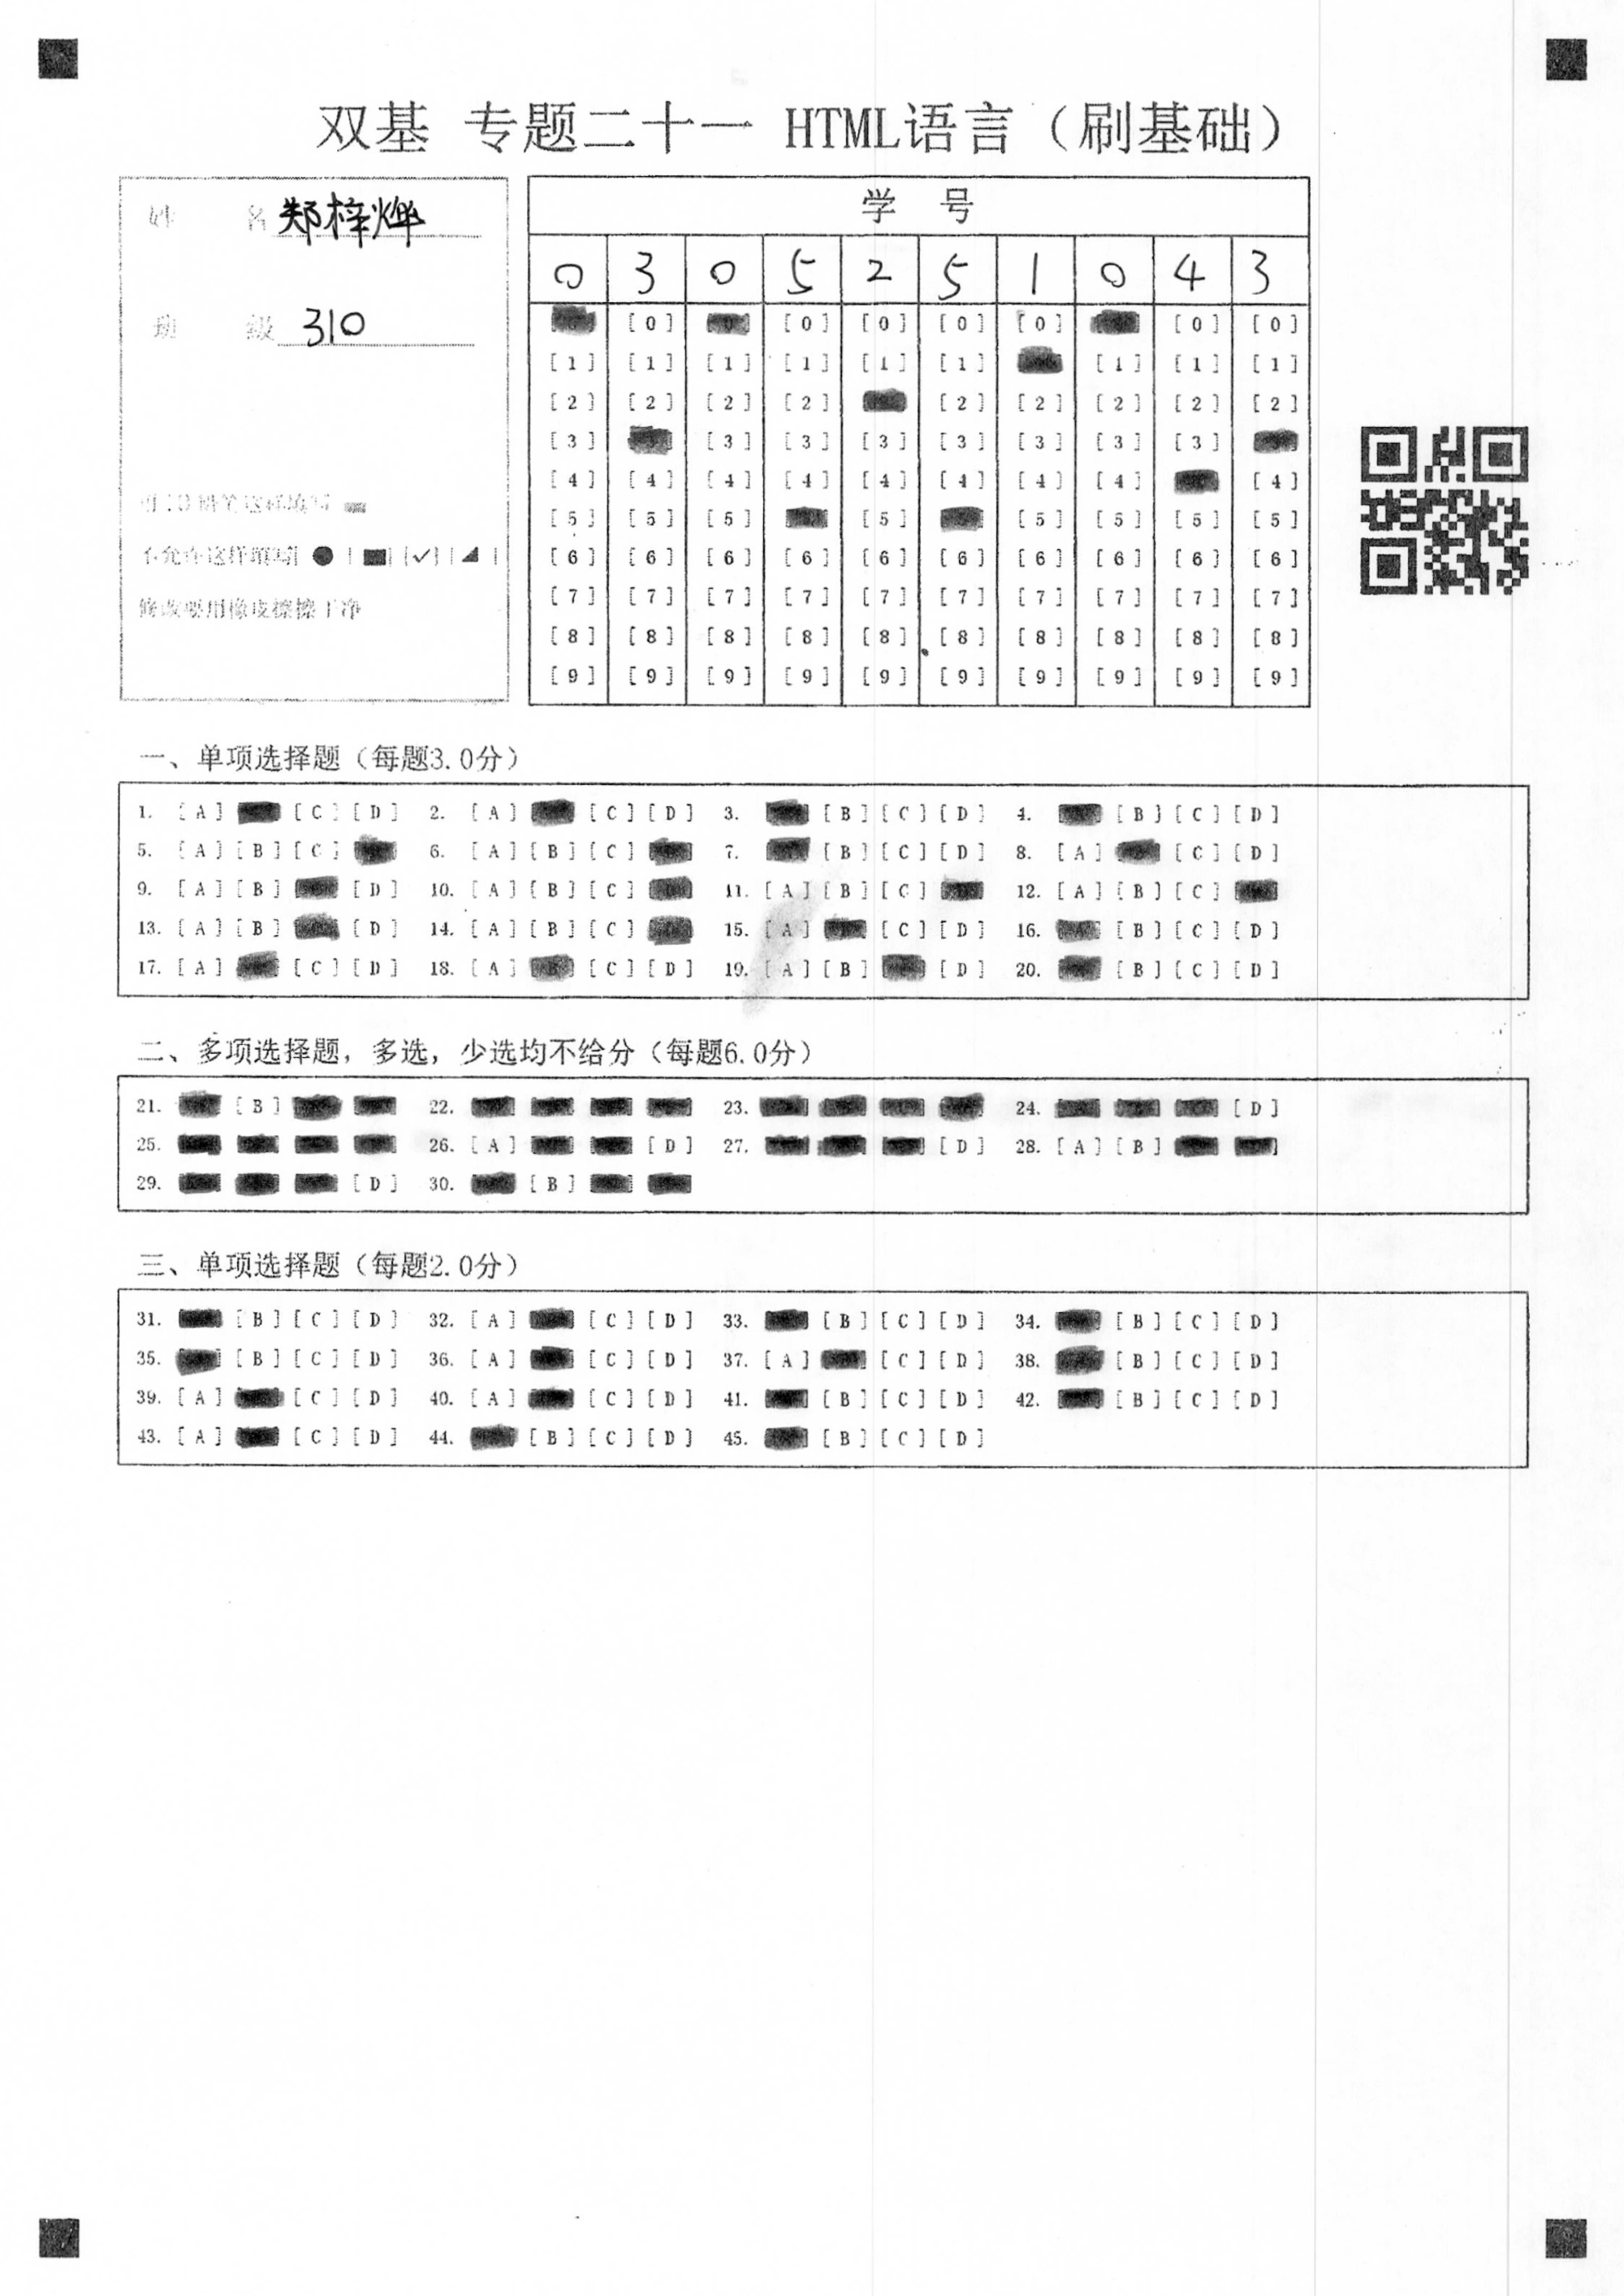 双基 专题二十一 HTML语言（刷基础）
姓 名 郑梓烨
班 级 310
不允许这样填写[●][■][✓][◢]
修改要用橡皮擦擦干净
学 号
0 3 0 5 2 5 1 0 4 3
[0] [0] [0] [0] [0] [0] [0]
[1] [1] [1] [1] [1] [1] [1] [1] [1]
[2] [2] [2] [2] [2] [2] [2] [2] [2]
[3] [3] [3] [3] [3] [3] [3] [3]
[4] [4] [4] [4] [4] [4] [4] [4] [4]
[5] [5] [5] [5] [5] [5] [5] [5]
[6] [6] [6] [6] [6] [6] [6] [6] [6] [6]
[7] [7] [7] [7] [7] [7] [7] [7] [7] [7]
[8] [8] [8] [8] [8] [8] [8] [8] [8] [8]
[9] [9] [9] [9] [9] [9] [9] [9] [9] [9]
一、单项选择题（每题3.0分）
1. [A] [C] [D] 2. [A] [C] [D] 3. [B] [C] [D] 4. [B] [C] [D]
5. [A] [B] [C] 6. [A] [B] [C] 7. [B] [C] [D] 8. [A] [C] [D]
9. [A] [B] [D] 10. [A] [B] [C] 11. [A] [B] [C] 12. [A] [B] [C]
13. [A] [B] [D] 14. [A] [B] [C] 15. [A] [C] [D] 16. [B] [C] [D]
17. [A] [C] [D] 18. [A] [C] [D] 19. [A] [B] [D] 20. [B] [C] [D]
二、多项选择题，多选，少选均不给分（每题6.0分）
21. [B] 22. 23. 24. [D]
25. 26. [A] [D] 27. [D] 28. [A] [B]
29. [D] 30. [B]
三、单项选择题（每题2.0分）
31. [B] [C] [D] 32. [A] [C] [D] 33. [B] [C] [D] 34. [B] [C] [D]
35. [B] [C] [D] 36. [A] [C] [D] 37. [A] [C] [D] 38. [B] [C] [D]
39. [A] [C] [D] 40. [A] [C] [D] 41. [B] [C] [D] 42. [B] [C] [D]
43. [A] [C] [D] 44. [B] [C] [D] 45. [B] [C] [D]